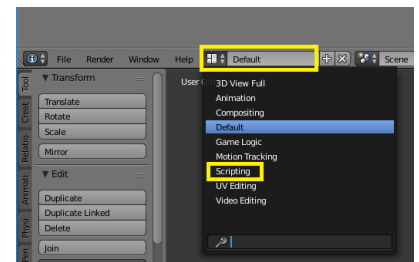 File Render Window Help Default Scene
Tool
Transform
Translate
Rotate
Scale
Mirror
Edit
Duplicate
Duplicate Linked
Delete
Join
Creat
Relatio
Animati
Physi
User
3D View Full
Animation
Compositing
Default
Game Logic
Motion Tracking
Scripting
UV Editing
Video Editing